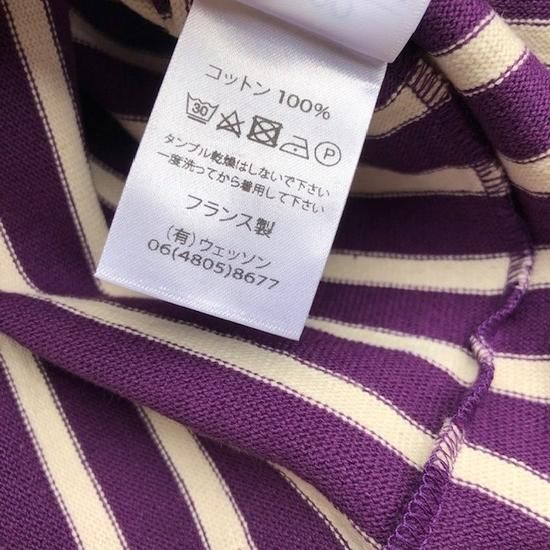 コットン 100%
30 P
タンブル乾燥はしないで下さい
一度洗ってから着用して下さい
フランス製
(有)ウェッソン
06(4805)8677